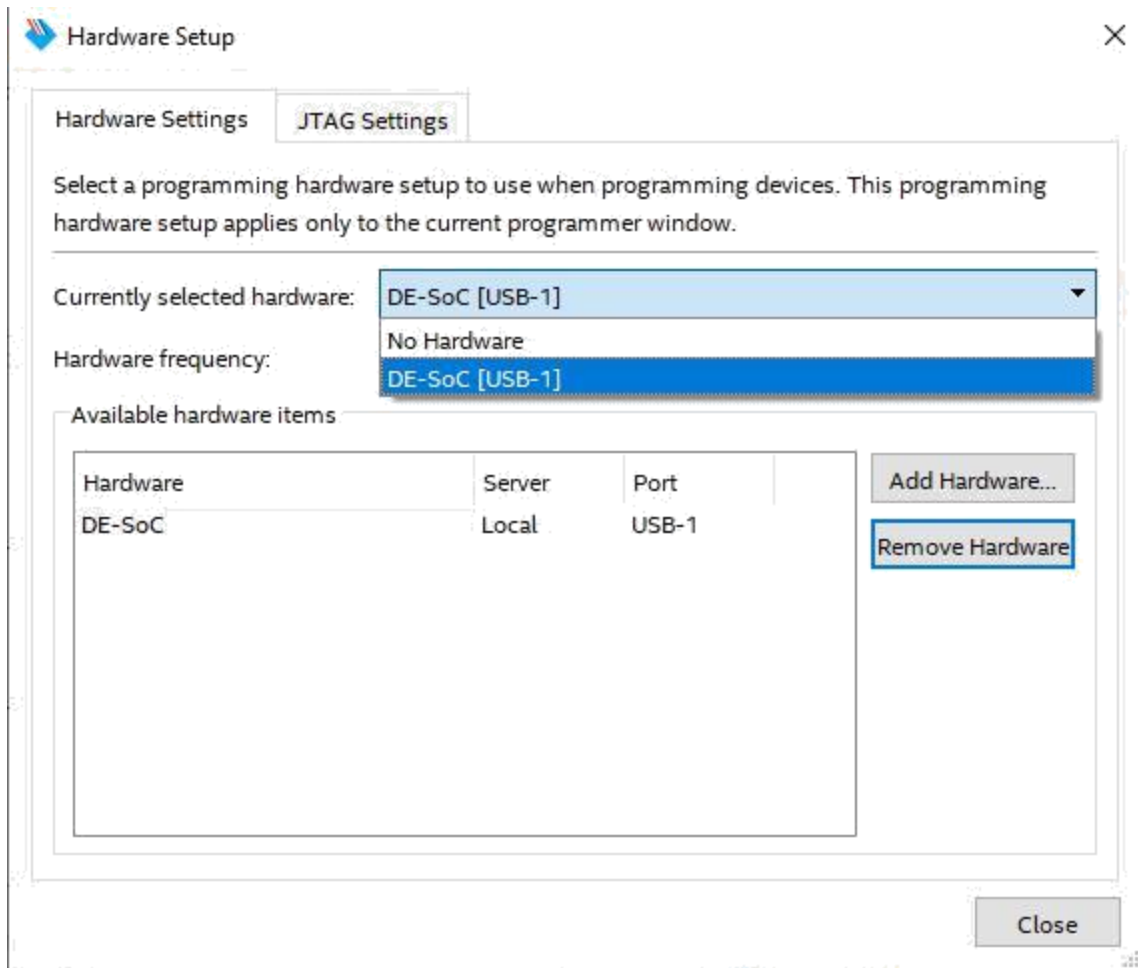 Hardware Setup
Hardware Settings
JTAG Settings
Select a programming hardware setup to use when programming devices. This programming
hardware setup applies only to the current programmer window.
Currently selected hardware:
DE-SoC [USB-1]
No Hardware
Hardware frequency:
DE-SoC [USB-1]
Available hardware items
Hardware Server Port
DE-SoC Local USB-1
Add Hardware...
Remove Hardware
Close